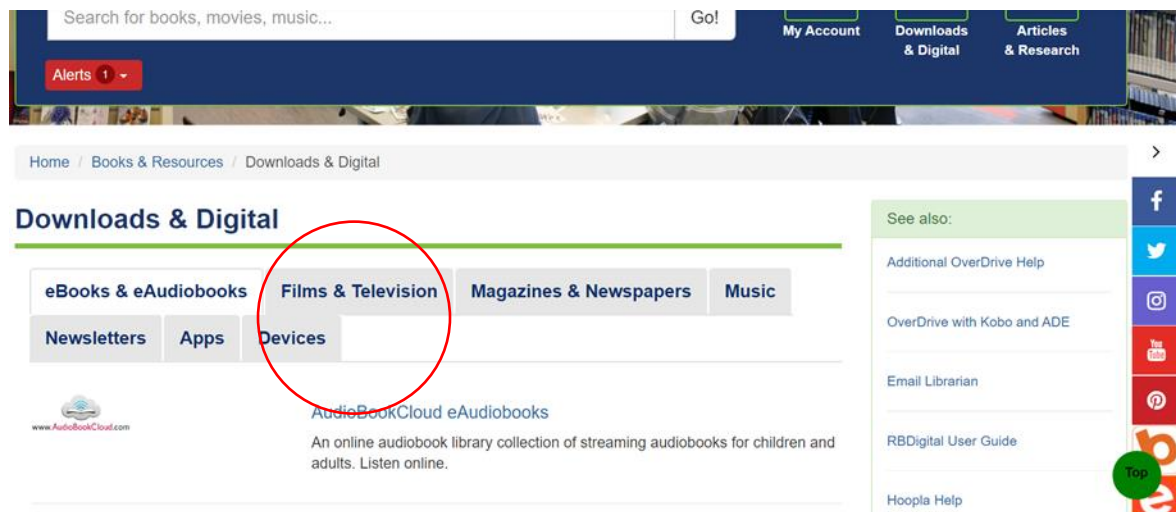 Search for books, movies, music...
Go!
My Account
Downloads & Digital
Articles & Research
Alerts 1
Home / Books & Resources / Downloads & Digital
Downloads & Digital
eBooks & eAudiobooks
Films & Television
Magazines & Newspapers
Music
Newsletters
Apps
Devices
www.AudioBookCloud.com
AudioBookCloud eAudiobooks
An online audiobook library collection of streaming audiobooks for children and
adults. Listen online.
See also:
Additional OverDrive Help
OverDrive with Kobo and ADE
Email Librarian
RBDigital User Guide
Hoopla Help
You
Tube
Top